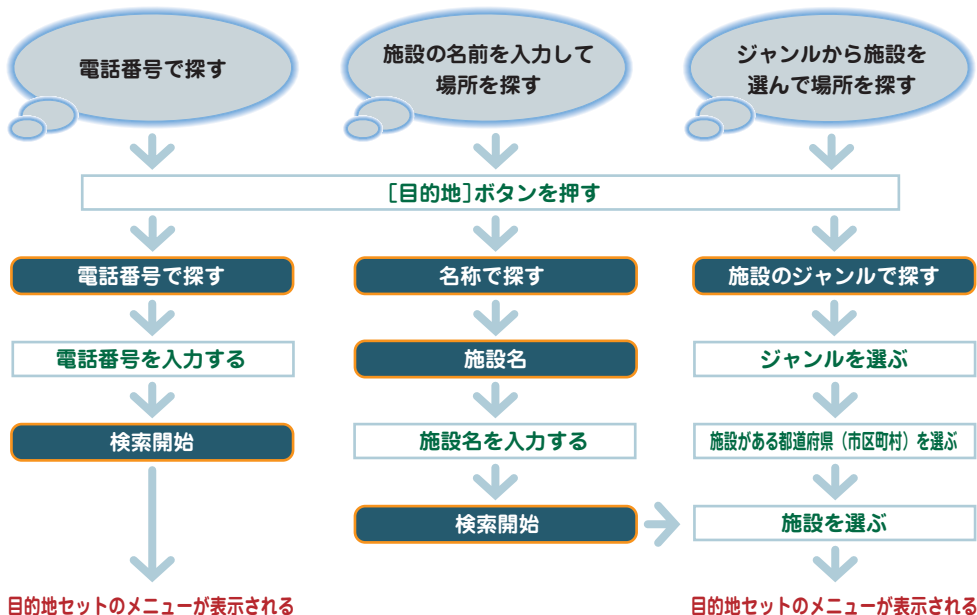 電話番号で探す
施設の名前を入力して
場所を探す
ジャンルから施設を
選んで場所を探す
[目的地]ボタンを押す
電話番号で探す
名称で探す
施設のジャンルで探す
電話番号を入力する
施設名
ジャンルを選ぶ
検索開始
施設名を入力する
施設がある都道府県（市区町村）を選ぶ
検索開始
施設を選ぶ
目的地セットのメニューが表示される
目的地セットのメニューが表示される